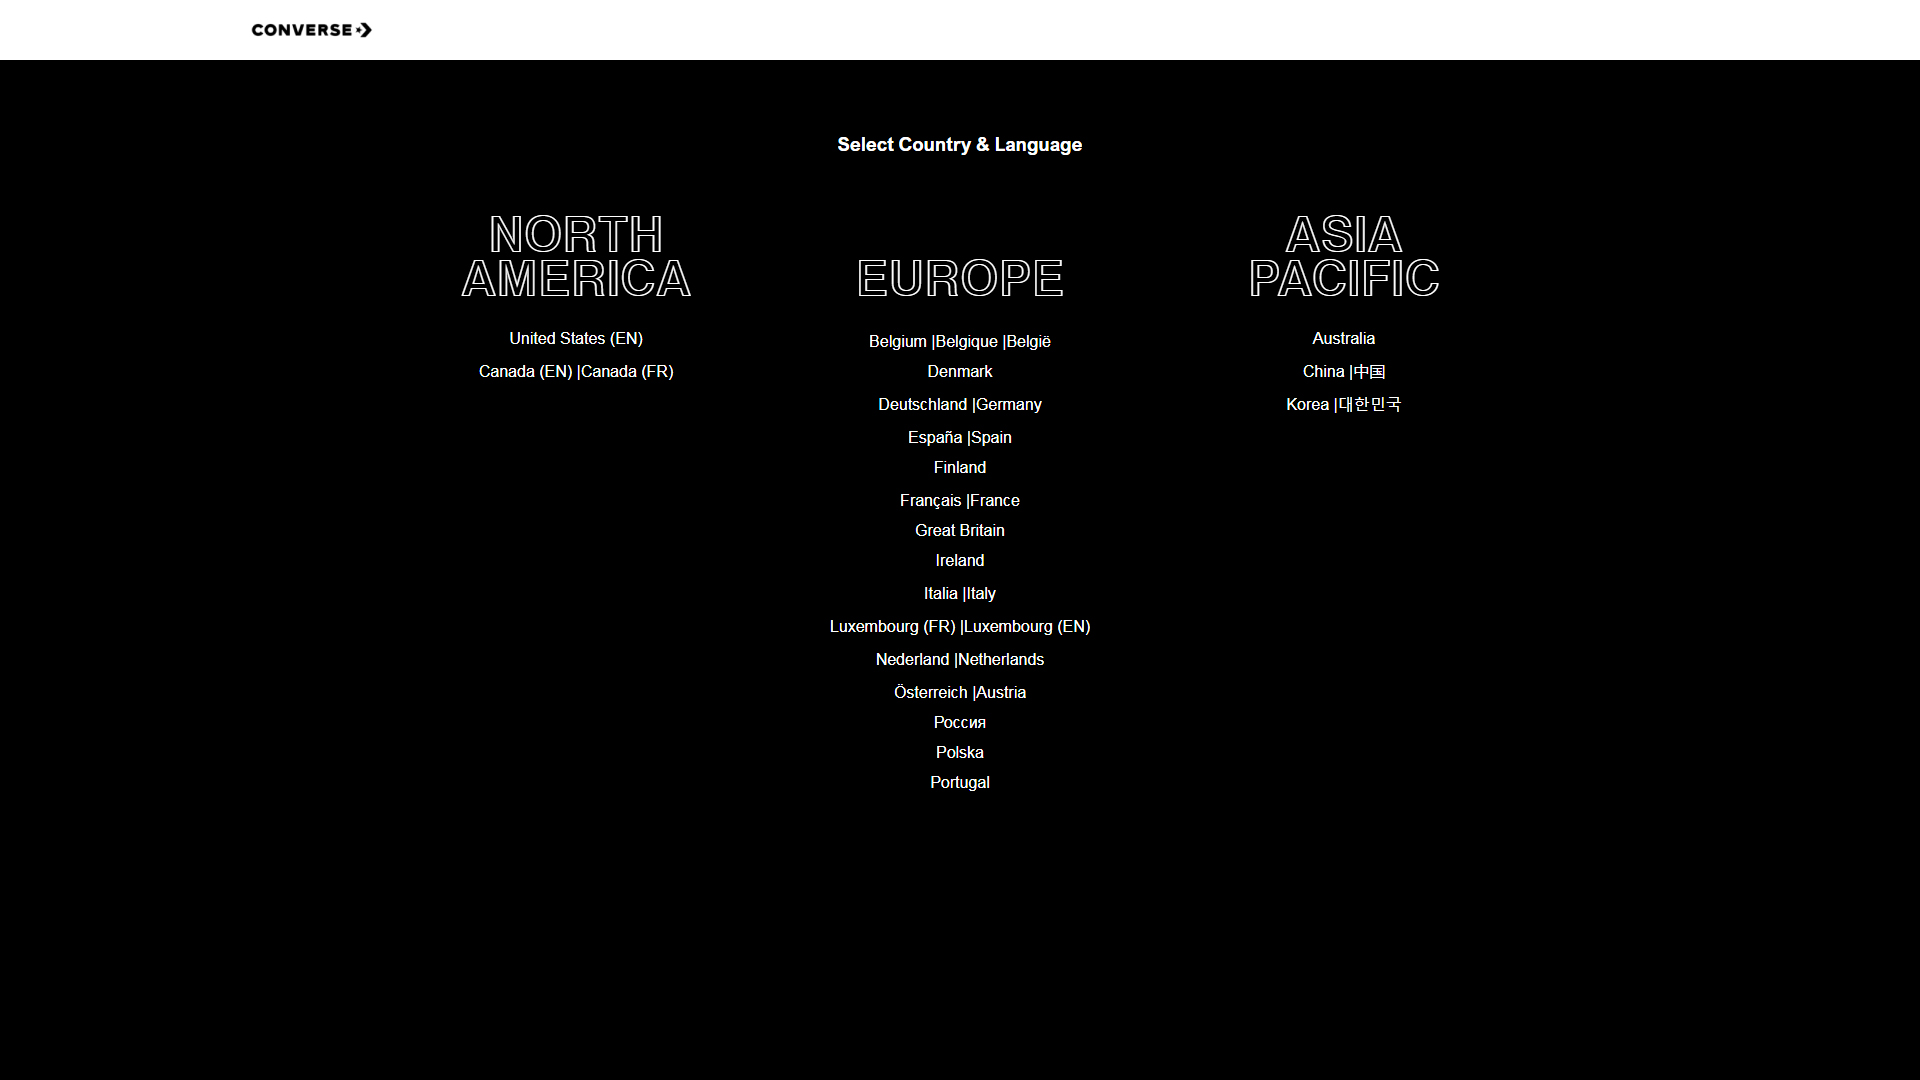 CONVERSE
Select Country & Language
NORTH
AMERICA
United States (EN)
Canada (EN) |Canada (FR)
EUROPE
Belgium |Belgique |België
Denmark
Deutschland |Germany
España |Spain
Finland
Français |France
Great Britain
Ireland
Italia |Italy
Luxembourg (FR) |Luxembourg (EN)
Nederland |Netherlands
Österreich |Austria
Россия
Polska
Portugal
ASIA
PACIFIC
Australia
China |中国
Korea |대한민국